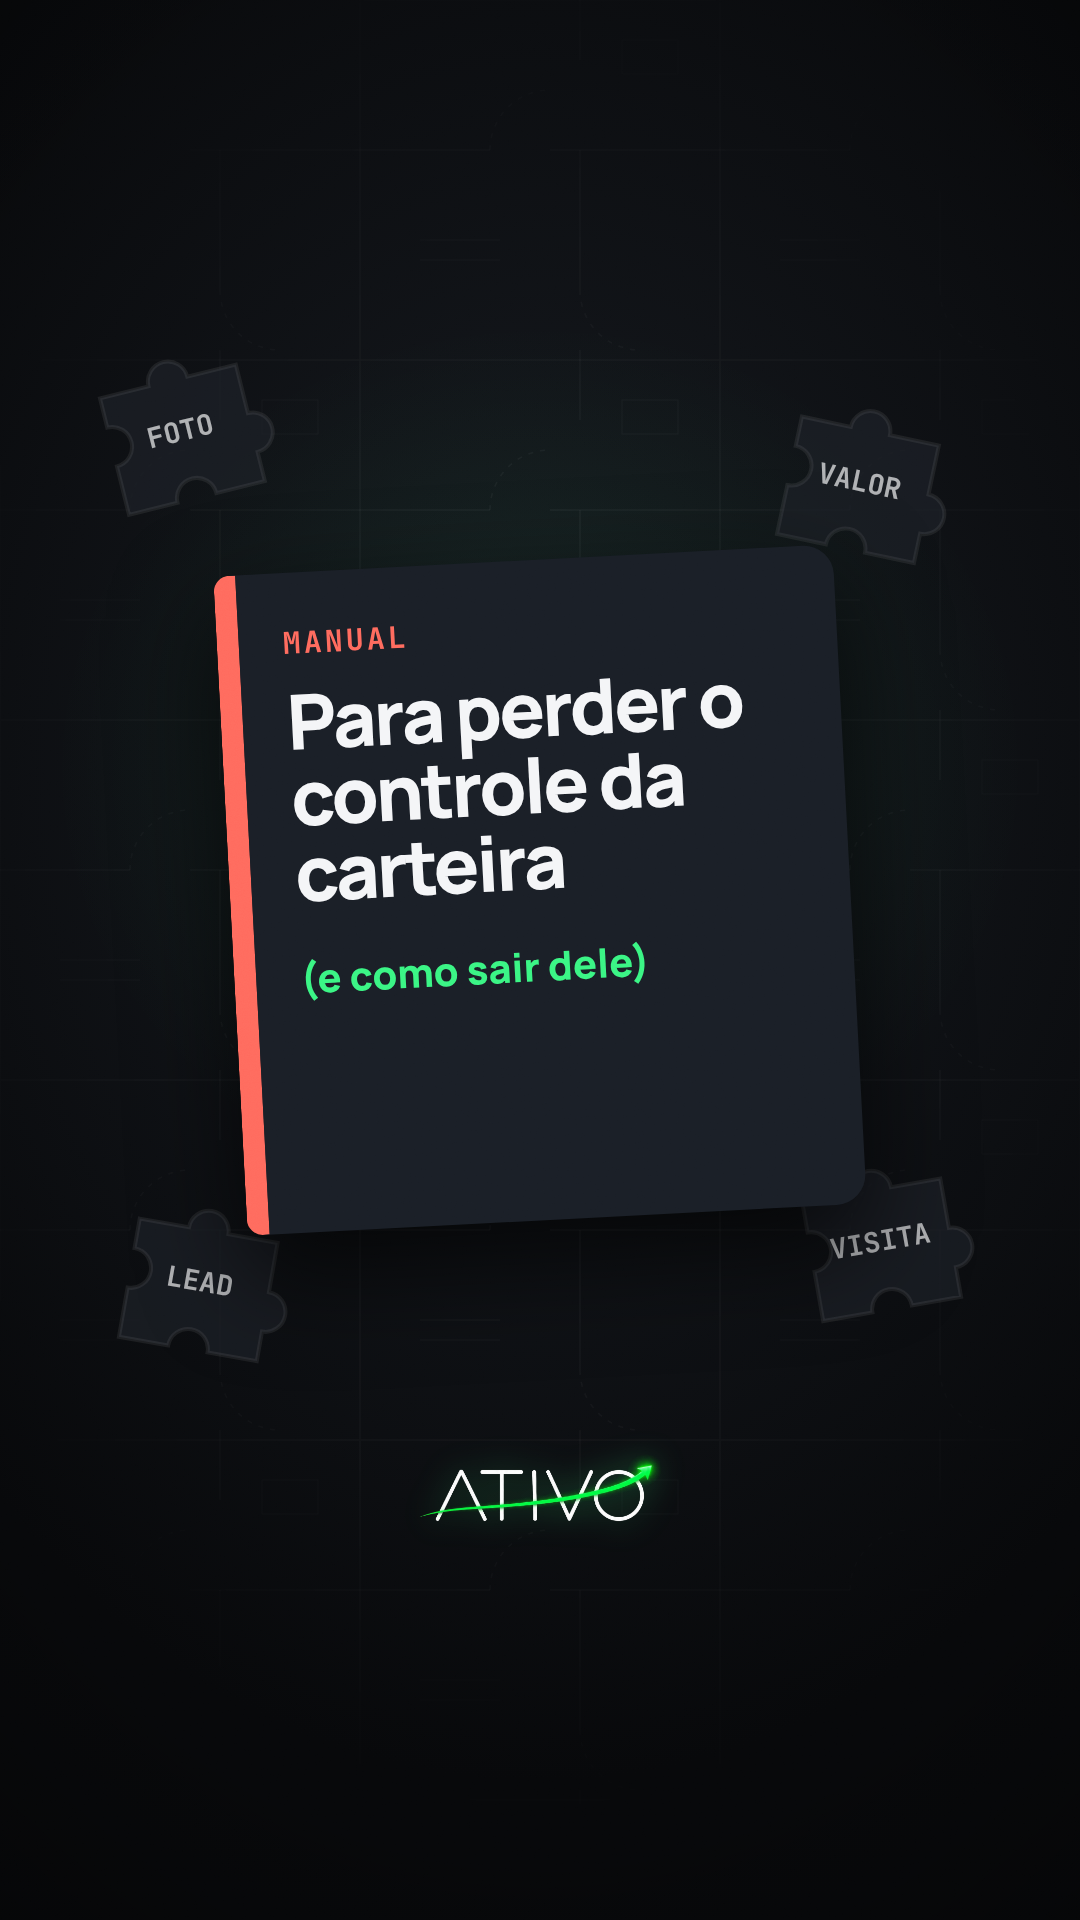 FOTO
VALOR
MANUAL
Para perder o
controle da
carteira
(e como sair dele)
LEAD
VISITA
ATIVO